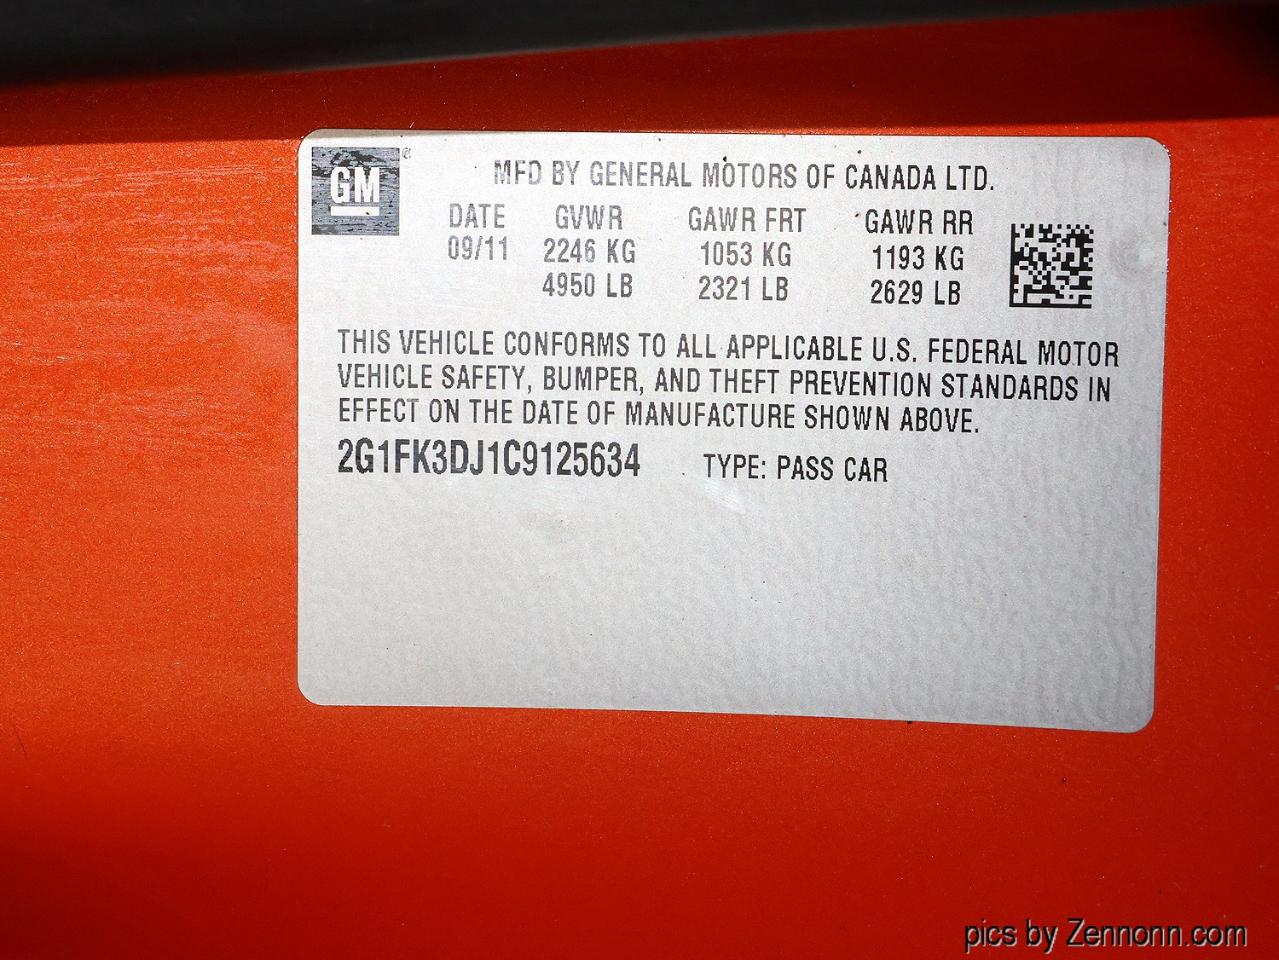 GM®
MFD BY GENERAL MOTORS OF CANADA LTD.
DATE GVWR GAWR FRT GAWR RR
09/11 2246 KG 1053 KG 1193 KG
4950 LB 2321 LB 2629 LB
THIS VEHICLE CONFORMS TO ALL APPLICABLE U.S. FEDERAL MOTOR
VEHICLE SAFETY, BUMPER, AND THEFT PREVENTION STANDARDS IN
EFFECT ON THE DATE OF MANUFACTURE SHOWN ABOVE.
2G1FK3DJ1C9125634 TYPE: PASS CAR
pics by Zennonn.com